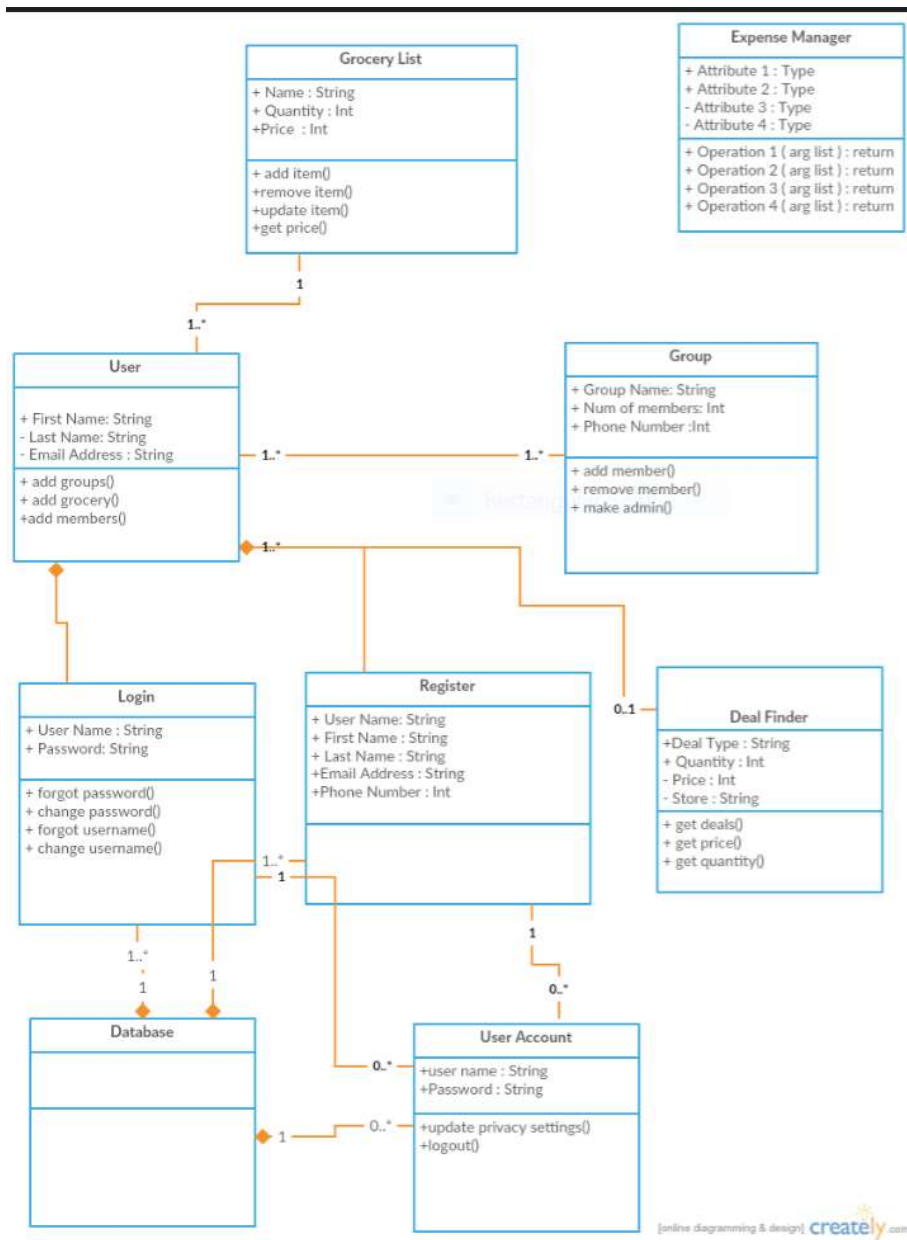 Grocery List
+ Name : String
+ Quantity : Int
+Price : Int
+ add item()
+remove item()
+update item()
+get price()
Expense Manager
+ Attribute 1 : Type
+ Attribute 2 : Type
- Attribute 3 : Type
- Attribute 4 : Type
+ Operation 1 ( arg list ) : return
+ Operation 2 ( arg list ) : return
+ Operation 3 ( arg list ) : return
+ Operation 4 ( arg list ) : return
1
1..*
User
+ First Name: String
- Last Name: String
- Email Address : String
+ add groups()
+ add grocery()
+add members()
1..*
1..*
Group
+ Group Name: String
+ Num of members: Int
+ Phone Number :Int
+ add member()
+ remove member()
+ make admin()
1..*
0..1
Login
+ User Name : String
+ Password: String
+ forgot password()
+ change password()
+ forgot username()
+ change username()
Register
+ User Name: String
+ First Name : String
+ Last Name : String
+Email Address : String
+Phone Number : Int
Deal Finder
+Deal Type : String
+ Quantity : Int
- Price : Int
- Store : String
+ get deals()
+ get price()
+ get quantity()
1..*
1
1
0..*
1..*
1
1
Database
User Account
+user name : String
+Password : String
+update privacy settings()
+logout()
0..*
1
0..*
[online diagramming & design] creately.com